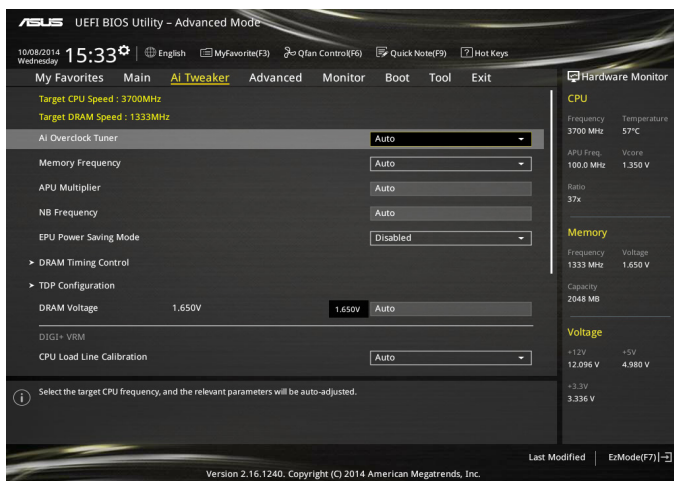 ASUS UEFI BIOS Utility – Advanced Mode
10/08/2014 Wednesday 15:33 English MyFavorite(F3) Qfan Control(F6) Quick Note(F9) ? Hot Keys
My Favorites Main Ai Tweaker Advanced Monitor Boot Tool Exit
Target CPU Speed : 3700MHz
Target DRAM Speed : 1333MHz
Ai Overclock Tuner Auto
Memory Frequency Auto
APU Multiplier Auto
NB Frequency Auto
EPU Power Saving Mode Disabled
> DRAM Timing Control
> TDP Configuration
DRAM Voltage 1.650V 1.650V Auto
DIGI+ VRM
CPU Load Line Calibration Auto
i Select the target CPU frequency, and the relevant parameters will be auto-adjusted.
Hardware Monitor
CPU
Frequency Temperature
3700 MHz 57°C
APU Freq. Vcore
100.0 MHz 1.350 V
Ratio
37x
Memory
Frequency Voltage
1333 MHz 1.650 V
Capacity
2048 MB
Voltage
+12V +5V
12.096 V 4.980 V
+3.3V
3.336 V
Last Modified EzMode(F7)
Version 2.16.1240. Copyright (C) 2014 American Megatrends, Inc.